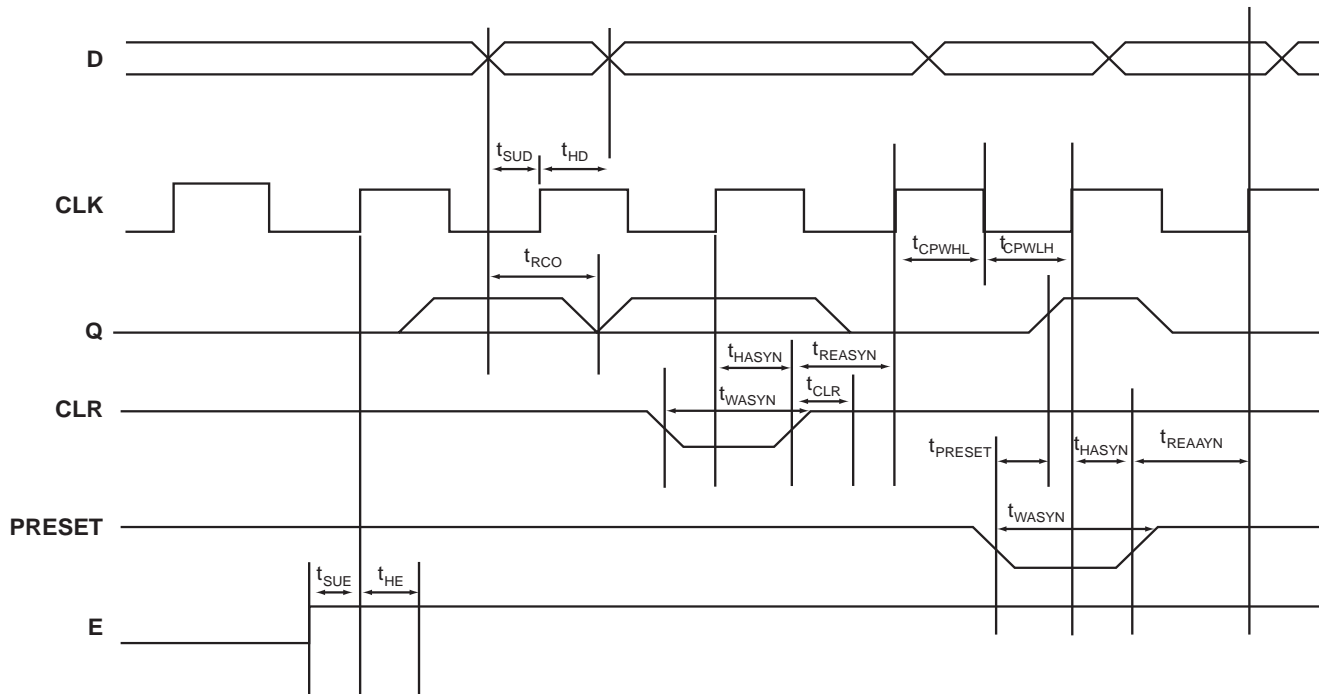 D
tSUD
tHD
CLK
tCPWHL
tCPWLH
tRCO
Q
tHASYN
tREASYN
tCLR
CLR
tWASYN
tPRESET
tHASYN
tREAAYN
PRESET
tWASYN
tSUE
tHE
E